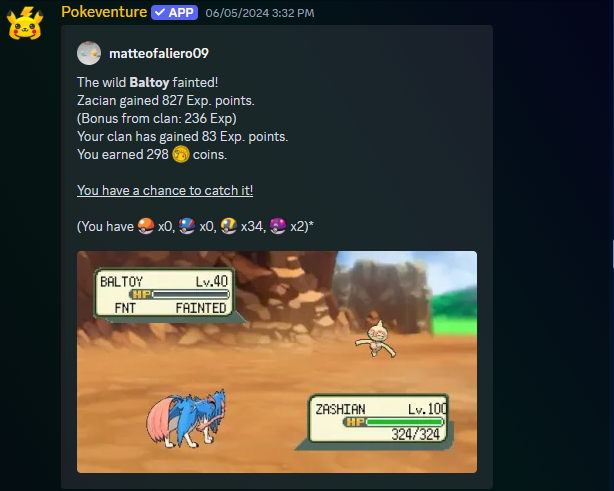 Pokeventure ✓ APP 06/05/2024 3:32 PM
matteofaliero09
The wild Baltoy fainted!
Zacian gained 827 Exp. points.
(Bonus from clan: 236 Exp)
Your clan has gained 83 Exp. points.
You earned 298 coins.
You have a chance to catch it!
(You have x0, x0, x34, x2)*
BALTOY Lv.40
HP
FNT FAINTED
ZASHIAN Lv.100
HP
324/324